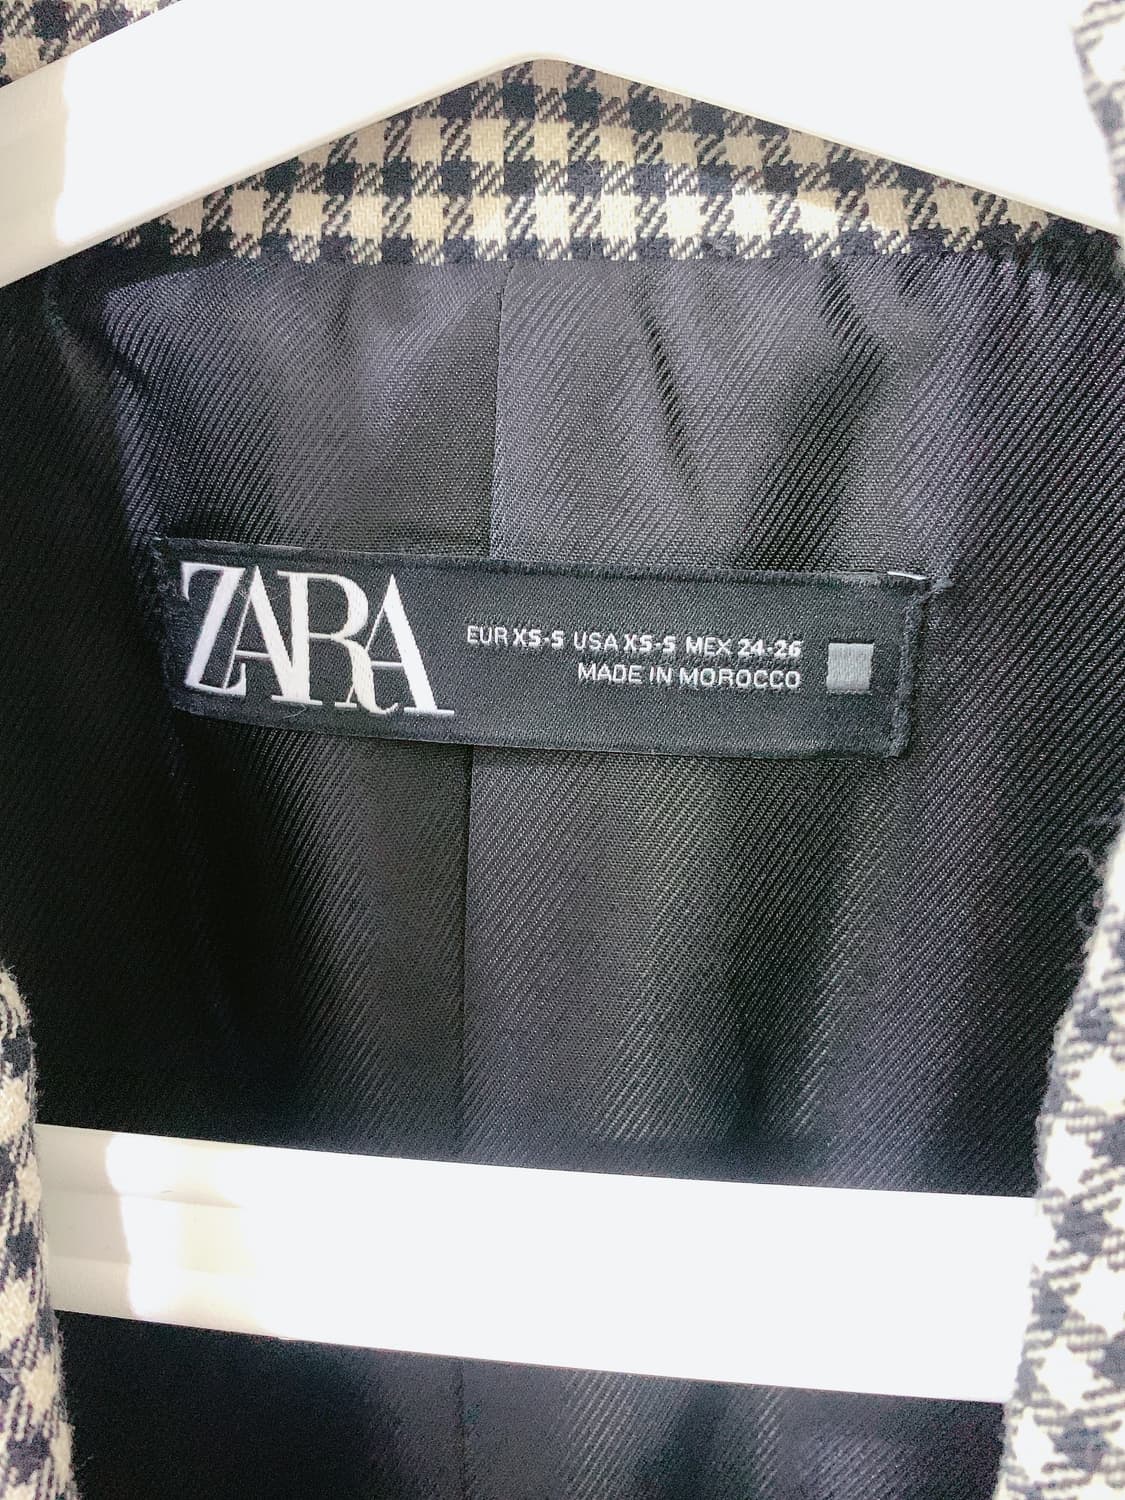 ZARA
EUR XS-S USA XS-S MEX 24-26
MADE IN MOROCCO